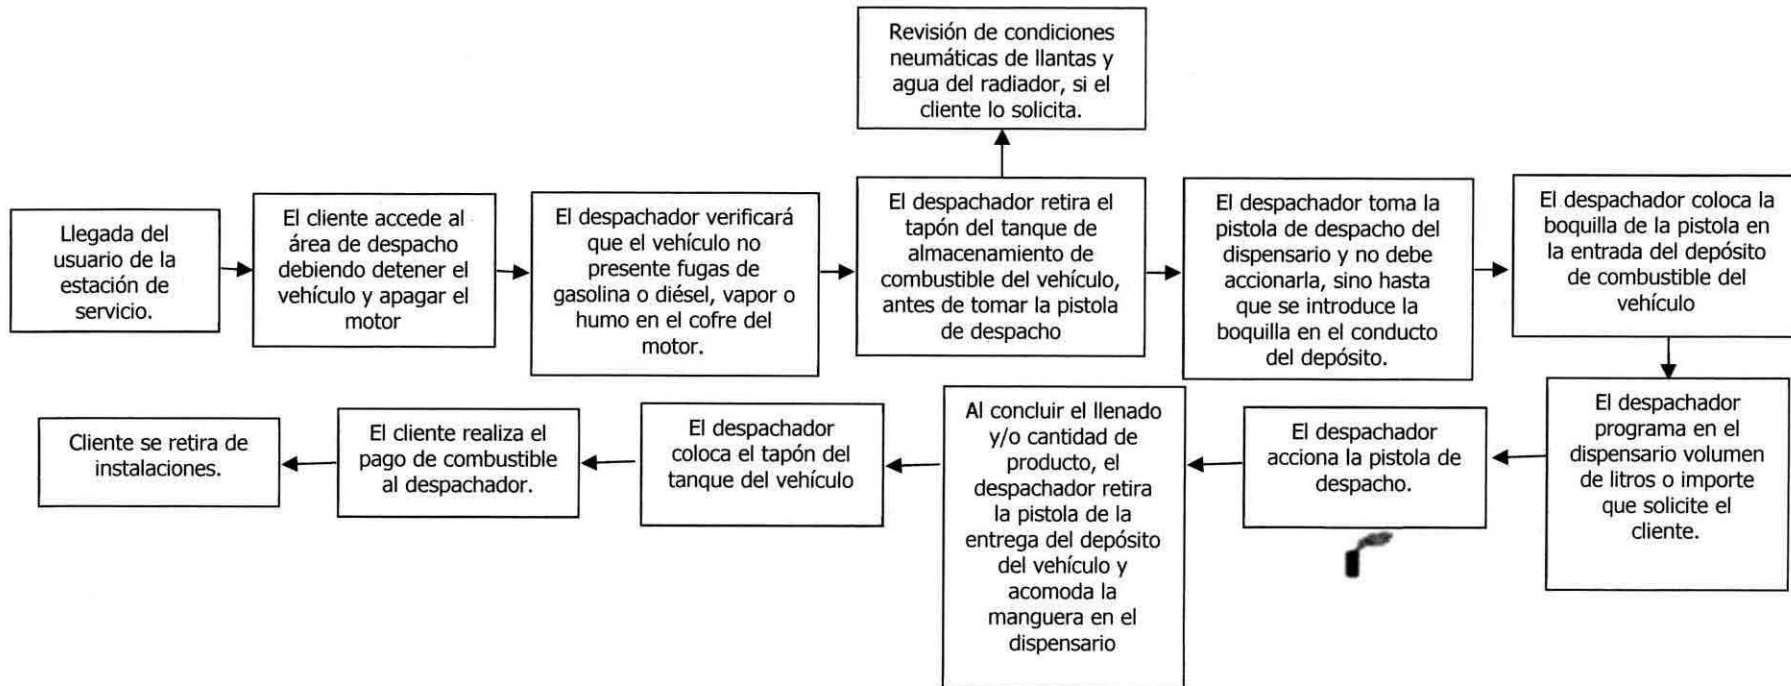 Revisión de condiciones
neumáticas de llantas y
agua del radiador, si el
cliente lo solicita.
Llegada del
usuario de la
estación de
servicio.
El cliente accede al
área de despacho
debiendo detener el
vehículo y apagar el
motor
El despachador verificará
que el vehículo no
presente fugas de
gasolina o diésel, vapor o
humo en el cofre del
motor.
El despachador retira el
tapón del tanque de
almacenamiento de
combustible del vehículo,
antes de tomar la pistola
de despacho
El despachador toma la
pistola de despacho del
dispensario y no debe
accionarla, sino hasta
que se introduce la
boquilla en el conducto
del depósito.
El despachador coloca la
boquilla de la pistola en
la entrada del depósito
de combustible del
vehículo
El despachador
programa en el
dispensario volumen
de litros o importe
que solicite el
cliente.
El despachador
acciona la pistola de
despacho.
Al concluir el llenado
y/o cantidad de
producto, el
despachador retira
la pistola de la
entrega del depósito
del vehículo y
acomoda la
manguera en el
dispensario
El despachador
coloca el tapón del
tanque del vehículo
El cliente realiza el
pago de combustible
al despachador.
Cliente se retira de
instalaciones.